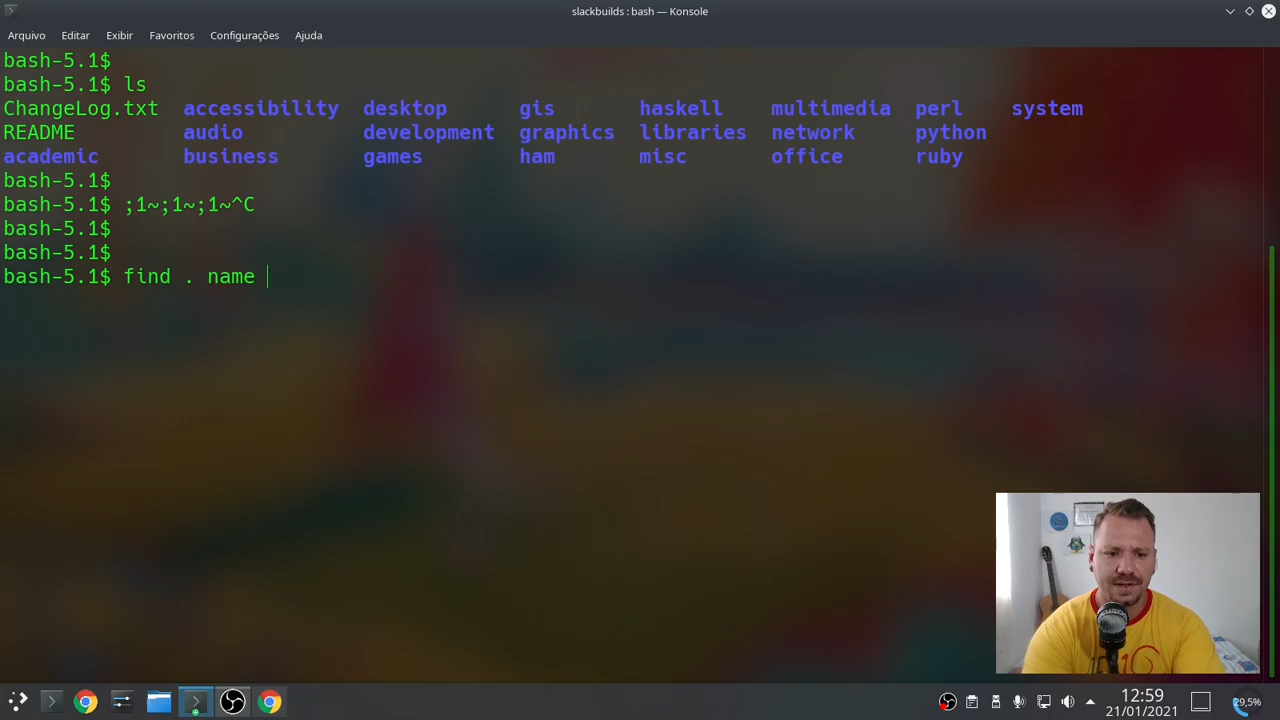 slackbuilds : bash — Konsole
Arquivo Editar Exibir Favoritos Configurações Ajuda
bash-5.1$
bash-5.1$ ls
ChangeLog.txt accessibility desktop gis haskell multimedia perl system
README audio development graphics libraries network python
academic business games ham misc office ruby
bash-5.1$
bash-5.1$ ;1~;1~;1~^C
bash-5.1$
bash-5.1$
bash-5.1$ find . name
12:59
21/01/2021
29,5%